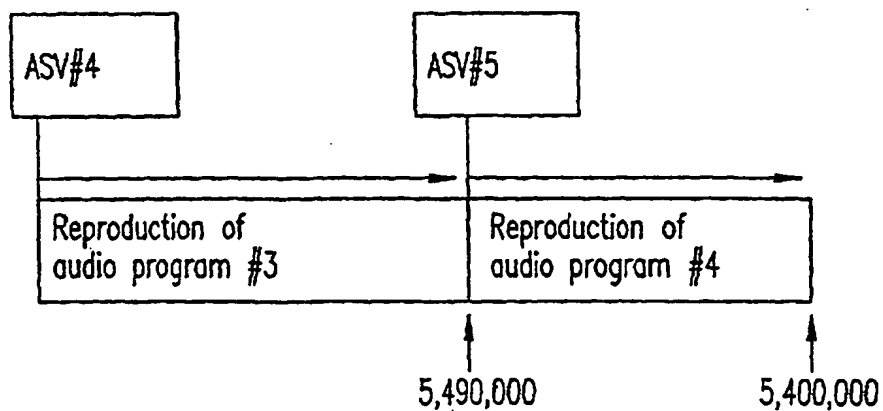 ASV#4
ASV#5
Reproduction of
audio program #3
Reproduction of
audio program #4
5,490,000
5,400,000